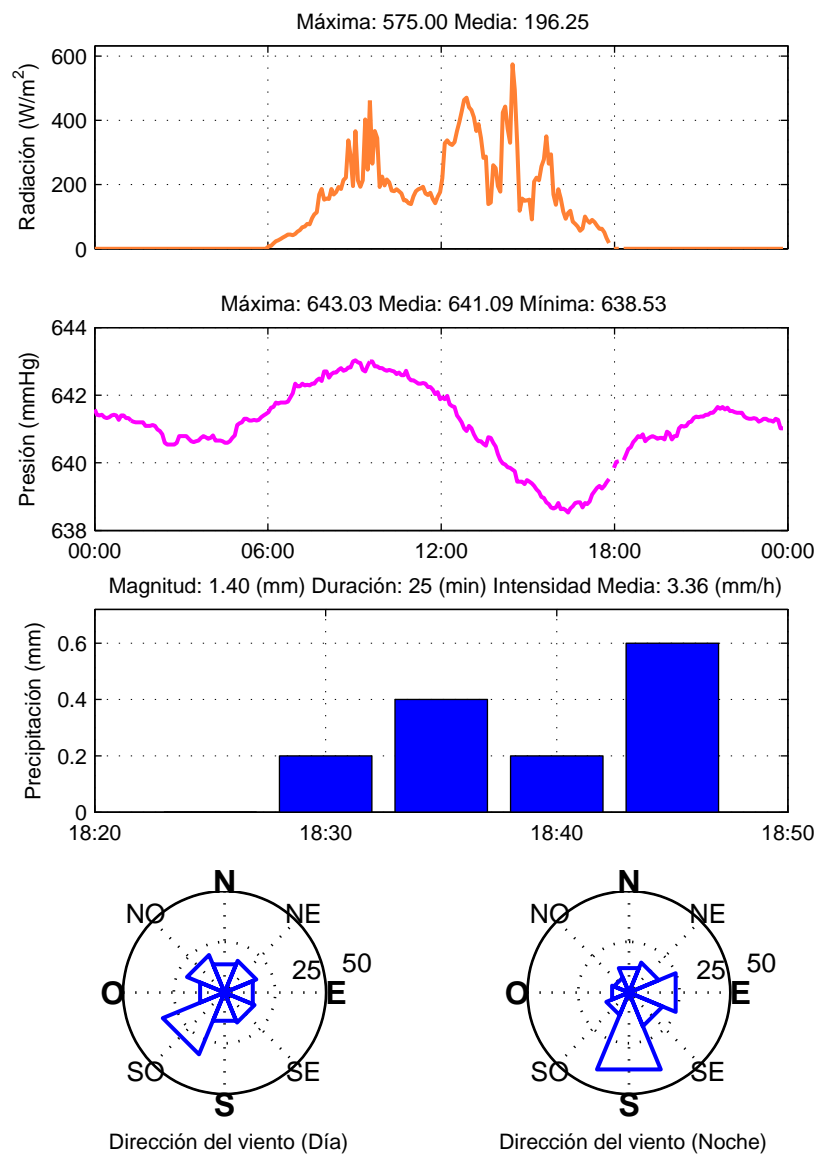 Máxima: 575.00 Media: 196.25
Radiación (W/m²)
600
400
200
0
Máxima: 643.03 Media: 641.09 Mínima: 638.53
Presión (mmHg)
644
642
640
638
00:00 06:00 12:00 18:00 00:00
Magnitud: 1.40 (mm) Duración: 25 (min) Intensidad Media: 3.36 (mm/h)
Precipitación (mm)
0.6
0.4
0.2
0
18:20 18:30 18:40 18:50
N
NO NE
25 50
O E
SO SE
S
Dirección del viento (Día)
N
NO NE
25 50
O E
SO SE
S
Dirección del viento (Noche)